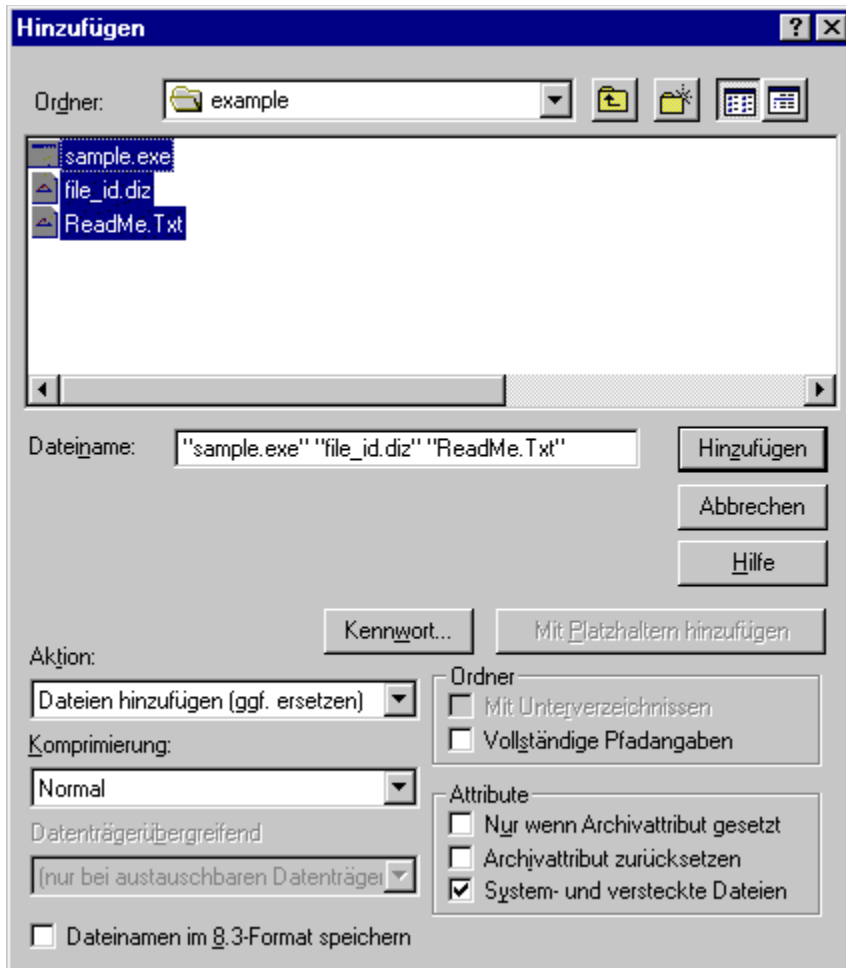 Hinzufügen
Ordner: example
sample.exe
file_id.diz
ReadMe.Txt
Dateiname: "sample.exe" "file_id.diz" "ReadMe.Txt" Hinzufügen
Abbrechen
Hilfe
Kennwort... Mit Platzhaltern hinzufügen
Aktion:
Dateien hinzufügen (ggf. ersetzen)
Komprimierung:
Normal
Datenträgerübergreifend
(nur bei austauschbaren Datenträger
Dateinamen im 8.3-Format speichern
Ordner
Mit Unterverzeichnissen
Vollständige Pfadangaben
Attribute
Nur wenn Archivattribut gesetzt
Archivattribut zurücksetzen
System- und versteckte Dateien